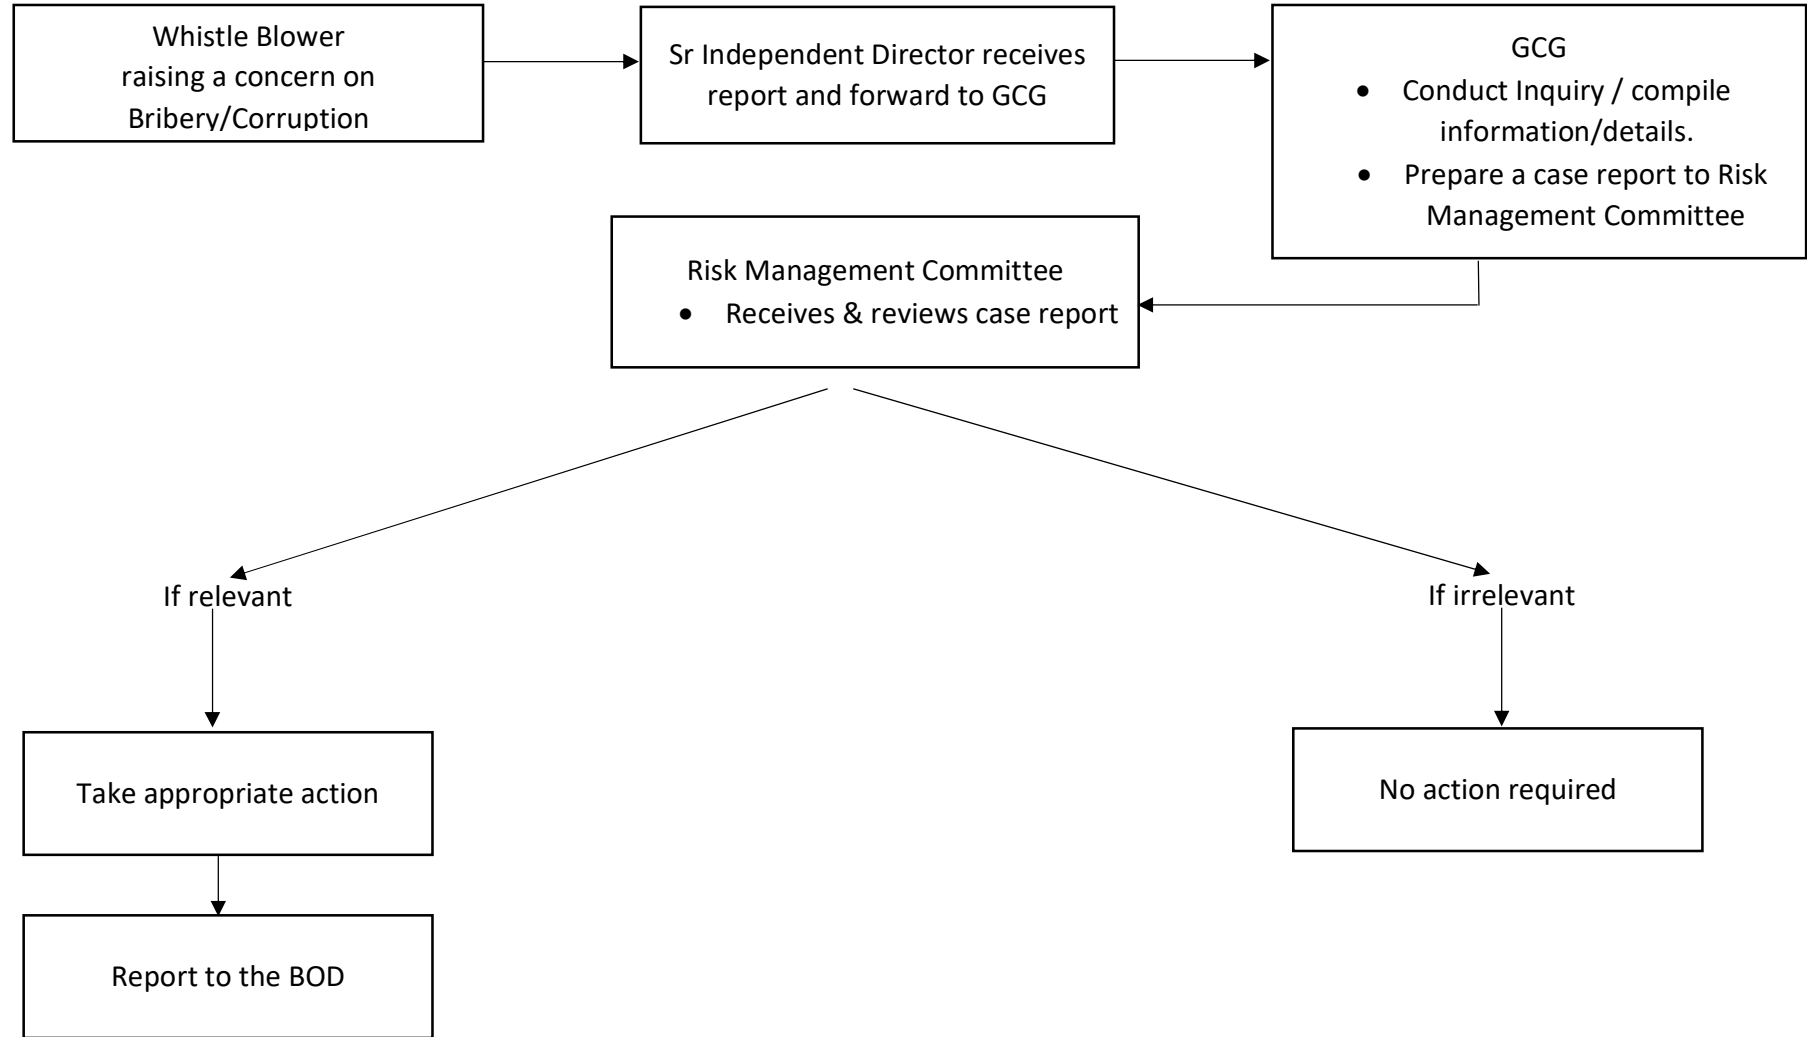 Whistle Blower
raising a concern on
Bribery/Corruption
Sr Independent Director receives
report and forward to GCG
GCG
• Conduct Inquiry / compile
information/details.
• Prepare a case report to Risk
Management Committee
Risk Management Committee
• Receives & reviews case report
If relevant
If irrelevant
Take appropriate action
No action required
Report to the BOD